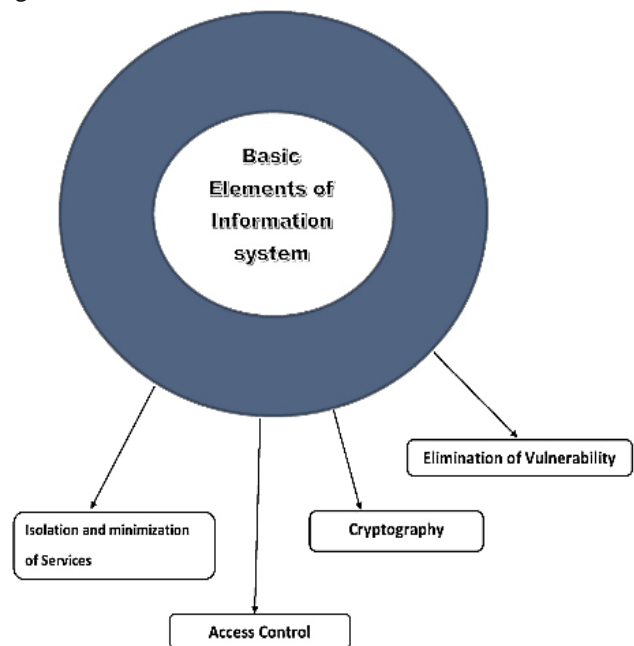 Basic
Elements of
Information
system
Elimination of Vulnerability
Isolation and minimization
of Services
Cryptography
Access Control